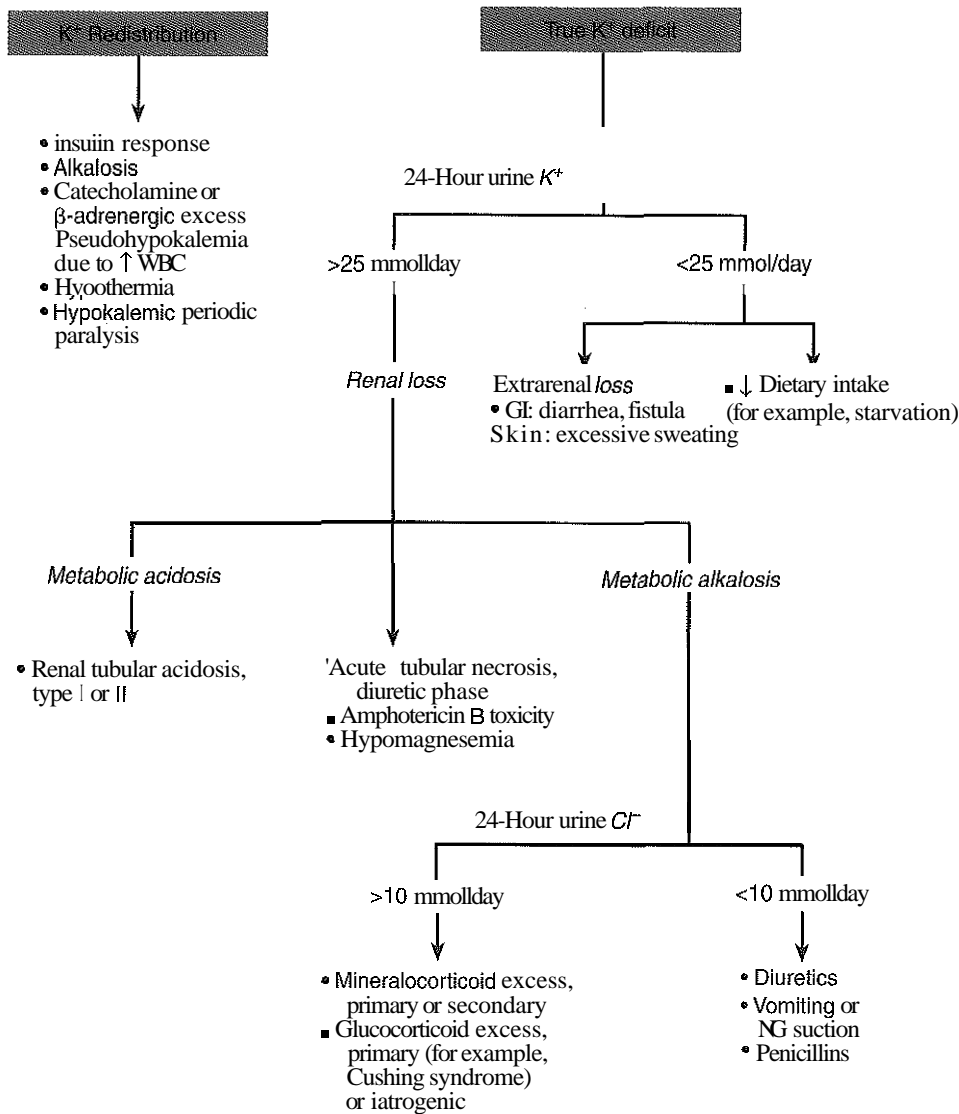 K+ Redistribution
True K+ deficit
• insuiin response
• Alkalosis
• Catecholamine or
β-adrenergic excess
Pseudohypokalemia
due to ↑ WBC
• Hvoothermia
• Hypokalemic periodic
paralysis
24-Hour urine K+
>25 mmollday
<25 mmol/day
Renal loss
Extrarenal loss
• GI: diarrhea, fistula
Skin: excessive sweating
■ ↓ Dietary intake
(for example, starvation)
Metabolic acidosis
Metabolic alkalosis
• Renal tubular acidosis,
type I or II
'Acute tubular necrosis,
diuretic phase
■ Amphotericin B toxicity
• Hypomagnesemia
24-Hour urine Cl−
>10 mmollday
<10 mmollday
• Mineralocorticoid excess,
primary or secondary
■ Glucocorticoid excess,
primary (for example,
Cushing syndrome)
or iatrogenic
• Diuretics
• Vomiting or
NG suction
• Penicillins